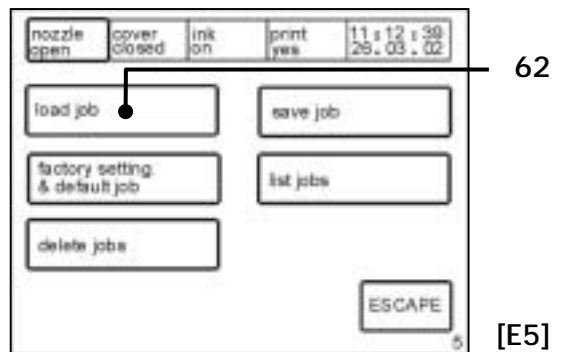 nozzle open
cover closed
ink on
print yes
11:12:39
26.03.02
62
load job
save job
factory setting
& default job
list jobs
delete jobs
ESCAPE
5
[E5]